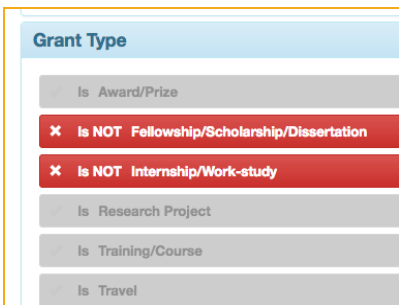 Grant Type
Is Award/Prize
Is NOT Fellowship/Scholarship/Dissertation
Is NOT Internship/Work-study
Is Research Project
Is Training/Course
Is Travel